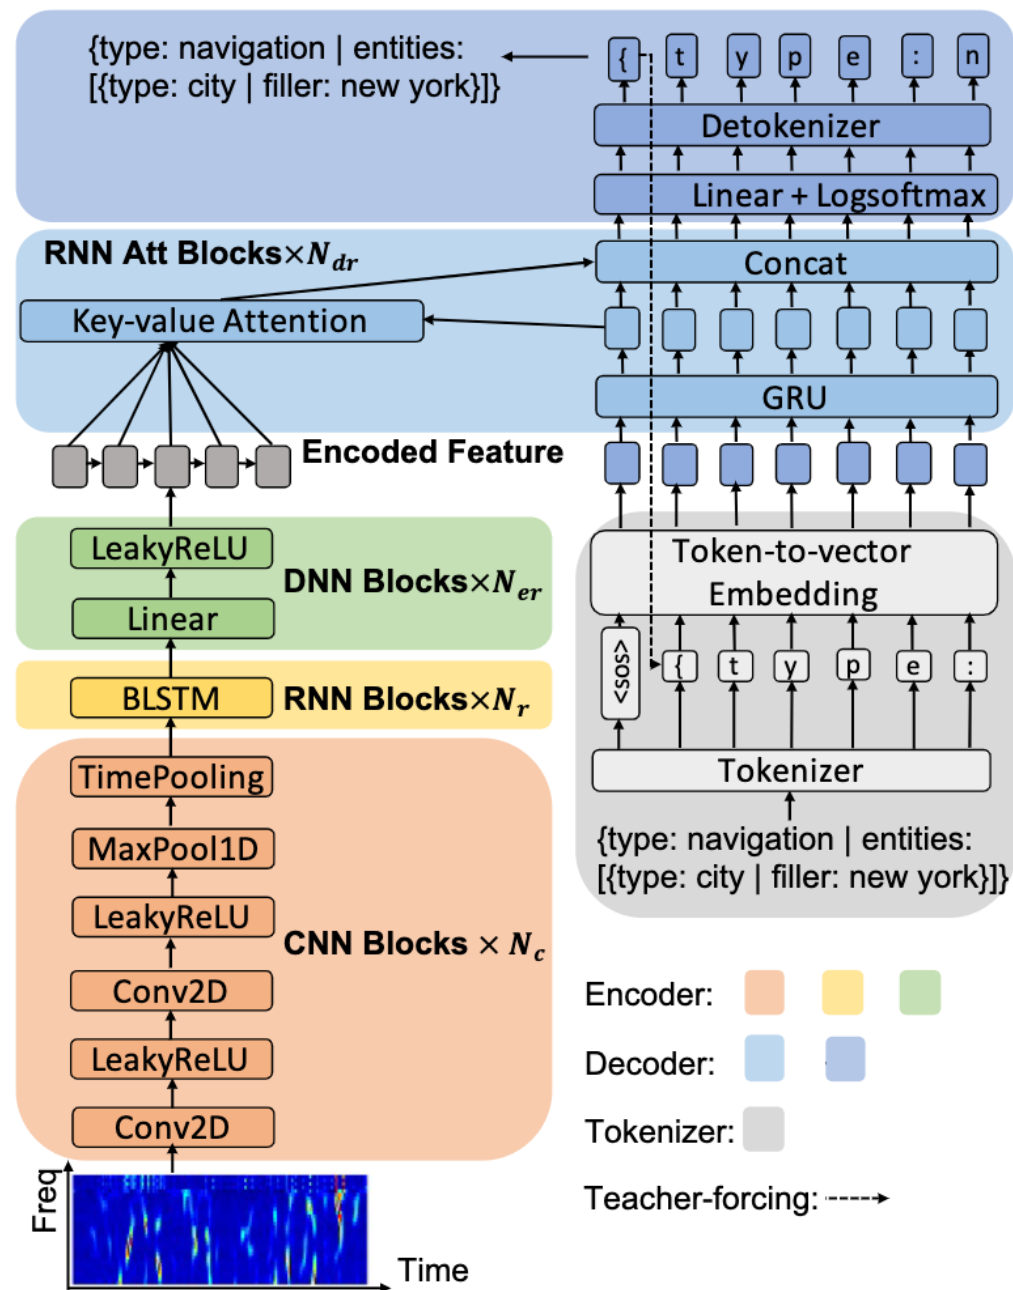 {type: navigation | entities:
[{type: city | filler: new york}]}
{ t y p e : n
Detokenizer
Linear + Logsoftmax
RNN Att Blocks×N_dr
Concat
Key-value Attention
GRU
Encoded Feature
LeakyReLU
DNN Blocks×N_er
Linear
BLSTM
RNN Blocks×N_r
TimePooling
MaxPool1D
LeakyReLU
CNN Blocks × N_c
Conv2D
LeakyReLU
Conv2D
Freq
Time
Token-to-vector
Embedding
<sos> { t y p e :
Tokenizer
{type: navigation | entities:
[{type: city | filler: new york}]}
Encoder:
Decoder:
Tokenizer:
Teacher-forcing: